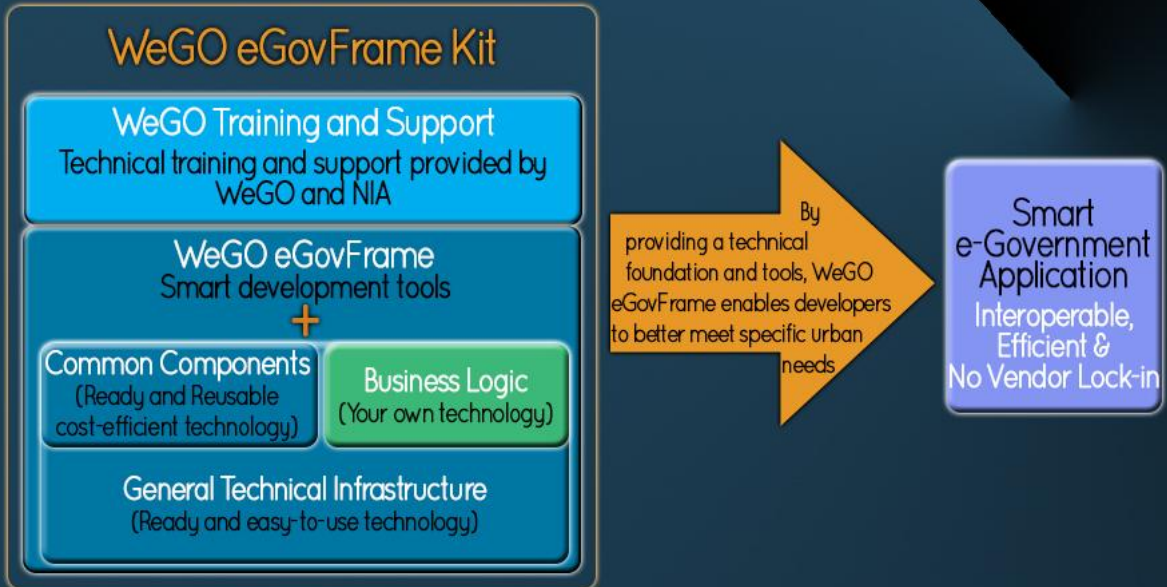 WeGO eGovFrame Kit
WeGO Training and Support
Technical training and support provided by
WeGO and NIA
WeGO eGovFrame
Smart development tools
+
Common Components
(Ready and Reusable
cost-efficient technology)
Business Logic
(Your own technology)
General Technical Infrastructure
(Ready and easy-to-use technology)
By
providing a technical
foundation and tools, WeGO
eGovFrame enables developers
to better meet specific urban
needs
Smart
e-Government
Application
Interoperable,
Efficient &
No Vendor Lock-in